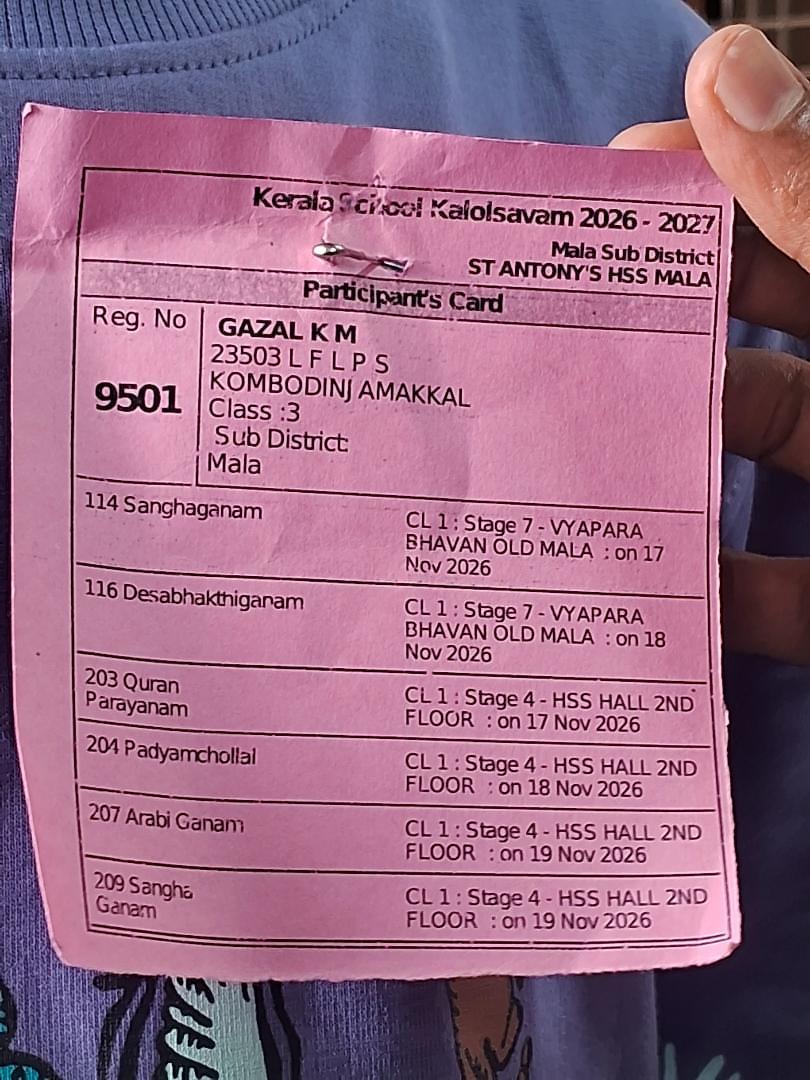 Kerala School Kalolsavam 2026 - 2027
Mala Sub District
ST ANTONY'S HSS MALA
Participant's Card
Reg. No
9501
GAZAL K M
23503 L F L P S
KOMBODINJ AMAKKAL
Class :3
Sub District:
Mala
114 Sanghaganam
CL 1 : Stage 7 - VYAPARA
BHAVAN OLD MALA : on 17
Nov 2026
116 Desabhakthiganam
CL 1 : Stage 7 - VYAPARA
BHAVAN OLD MALA : on 18
Nov 2026
203 Quran
Parayanam
CL 1 : Stage 4 - HSS HALL 2ND
FLOOR : on 17 Nov 2026
204 Padyamchollal
CL 1 : Stage 4 - HSS HALL 2ND
FLOOR : on 18 Nov 2026
207 Arabi Ganam
CL 1 : Stage 4 - HSS HALL 2ND
FLOOR : on 19 Nov 2026
209 Sangha
Ganam
CL 1 : Stage 4 - HSS HALL 2ND
FLOOR : on 19 Nov 2026